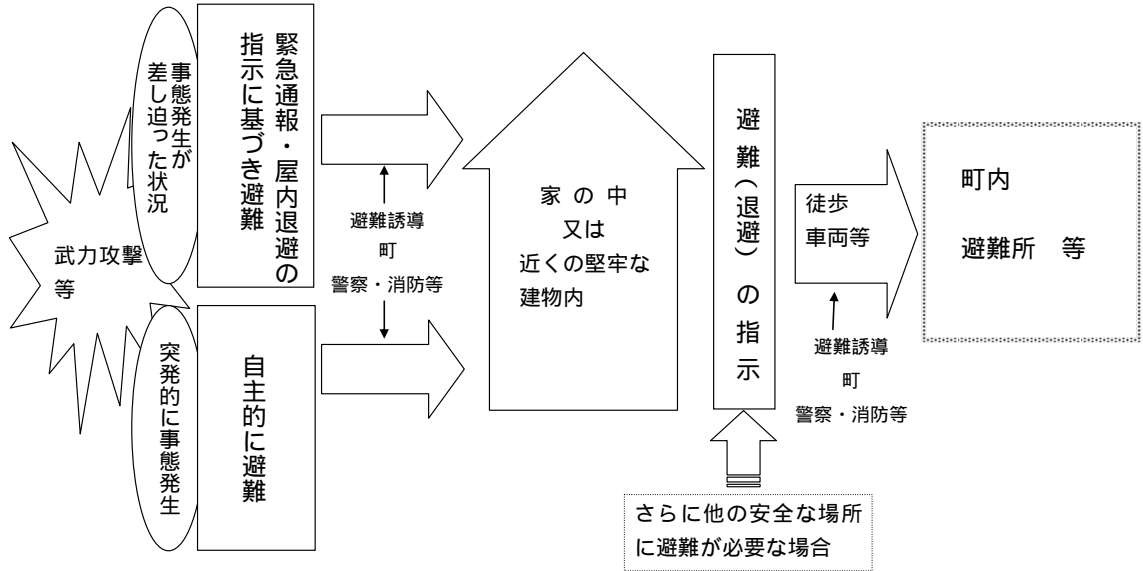 武力攻撃
等
事態発生が
差し迫った状況
緊急通報・屋内退避の
指示に基づき避難
突発的に事態発生
自主的に避難
避難誘導
町
警察・消防等
家の中
又は
近くの堅牢な
建物内
避難(退避)の指示
さらに他の安全な場所
に避難が必要な場合
徒歩
車両等
避難誘導
町
警察・消防等
町内
避難所 等